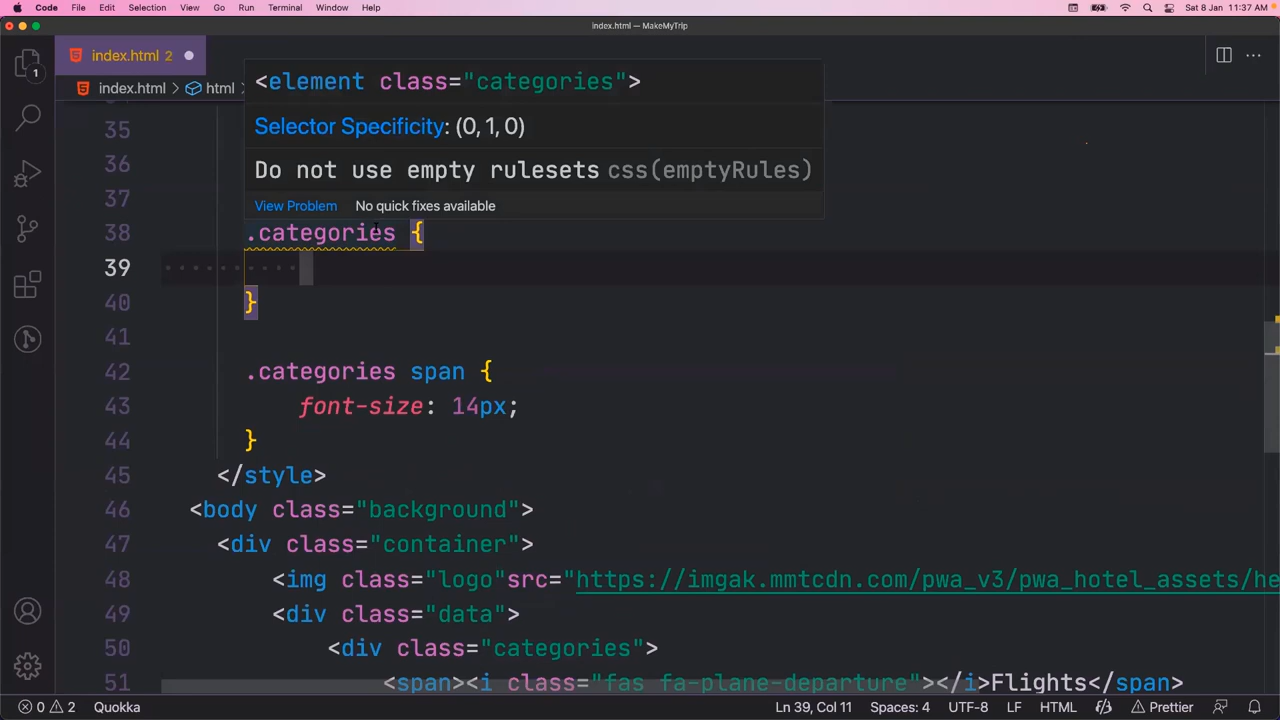 Code File Edit Selection View Go Run Terminal Window Help Sat 8 Jan 11:37 AM
index.html — MakeMyTrip
index.html 2
index.html > html >
1
<element class="categories">
Selector Specificity: (0, 1, 0)
Do not use empty rulesets css(emptyRules)
View Problem No quick fixes available
35
36
37
38 .categories {
39
40 }
41
42 .categories span {
43 font-size: 14px;
44 }
45 </style>
46 <body class="background">
47 <div class="container">
48 <img class="logo"src="https://imgak.mmtcdn.com/pwa_v3/pwa_hotel_assets/he
49 <div class="data">
50 <div class="categories">
51 <span><i class="fas fa-plane-departure"></i>Flights</span>
0 2 Quokka Ln 39, Col 11 Spaces: 4 UTF-8 LF HTML Prettier